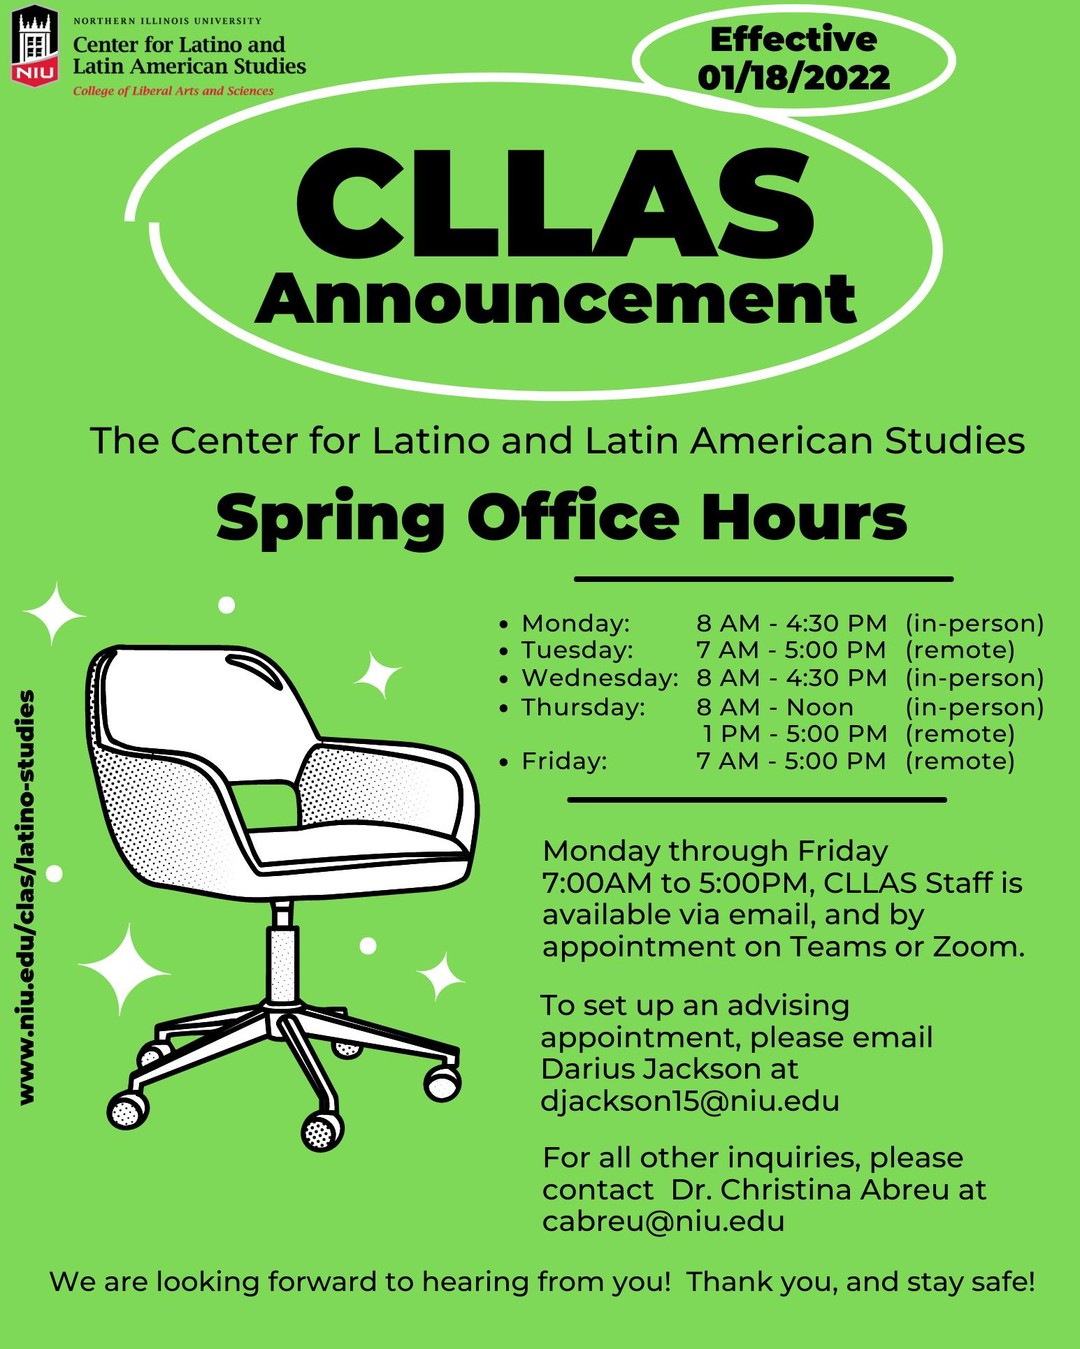 NORTHERN ILLINOIS UNIVERSITY
Center for Latino and
Latin American Studies
College of Liberal Arts and Sciences
NIU
Effective
01/18/2022
CLLAS
Announcement
The Center for Latino and Latin American Studies
Spring Office Hours
• Monday: 8 AM - 4:30 PM (in-person)
• Tuesday: 7 AM - 5:00 PM (remote)
• Wednesday: 8 AM - 4:30 PM (in-person)
• Thursday: 8 AM - Noon (in-person)
1 PM - 5:00 PM (remote)
• Friday: 7 AM - 5:00 PM (remote)
www.niu.edu/clas/latino-studies
Monday through Friday
7:00AM to 5:00PM, CLLAS Staff is
available via email, and by
appointment on Teams or Zoom.
To set up an advising
appointment, please email
Darius Jackson at
djackson15@niu.edu
For all other inquiries, please
contact  Dr. Christina Abreu at
cabreu@niu.edu
We are looking forward to hearing from you!  Thank you, and stay safe!